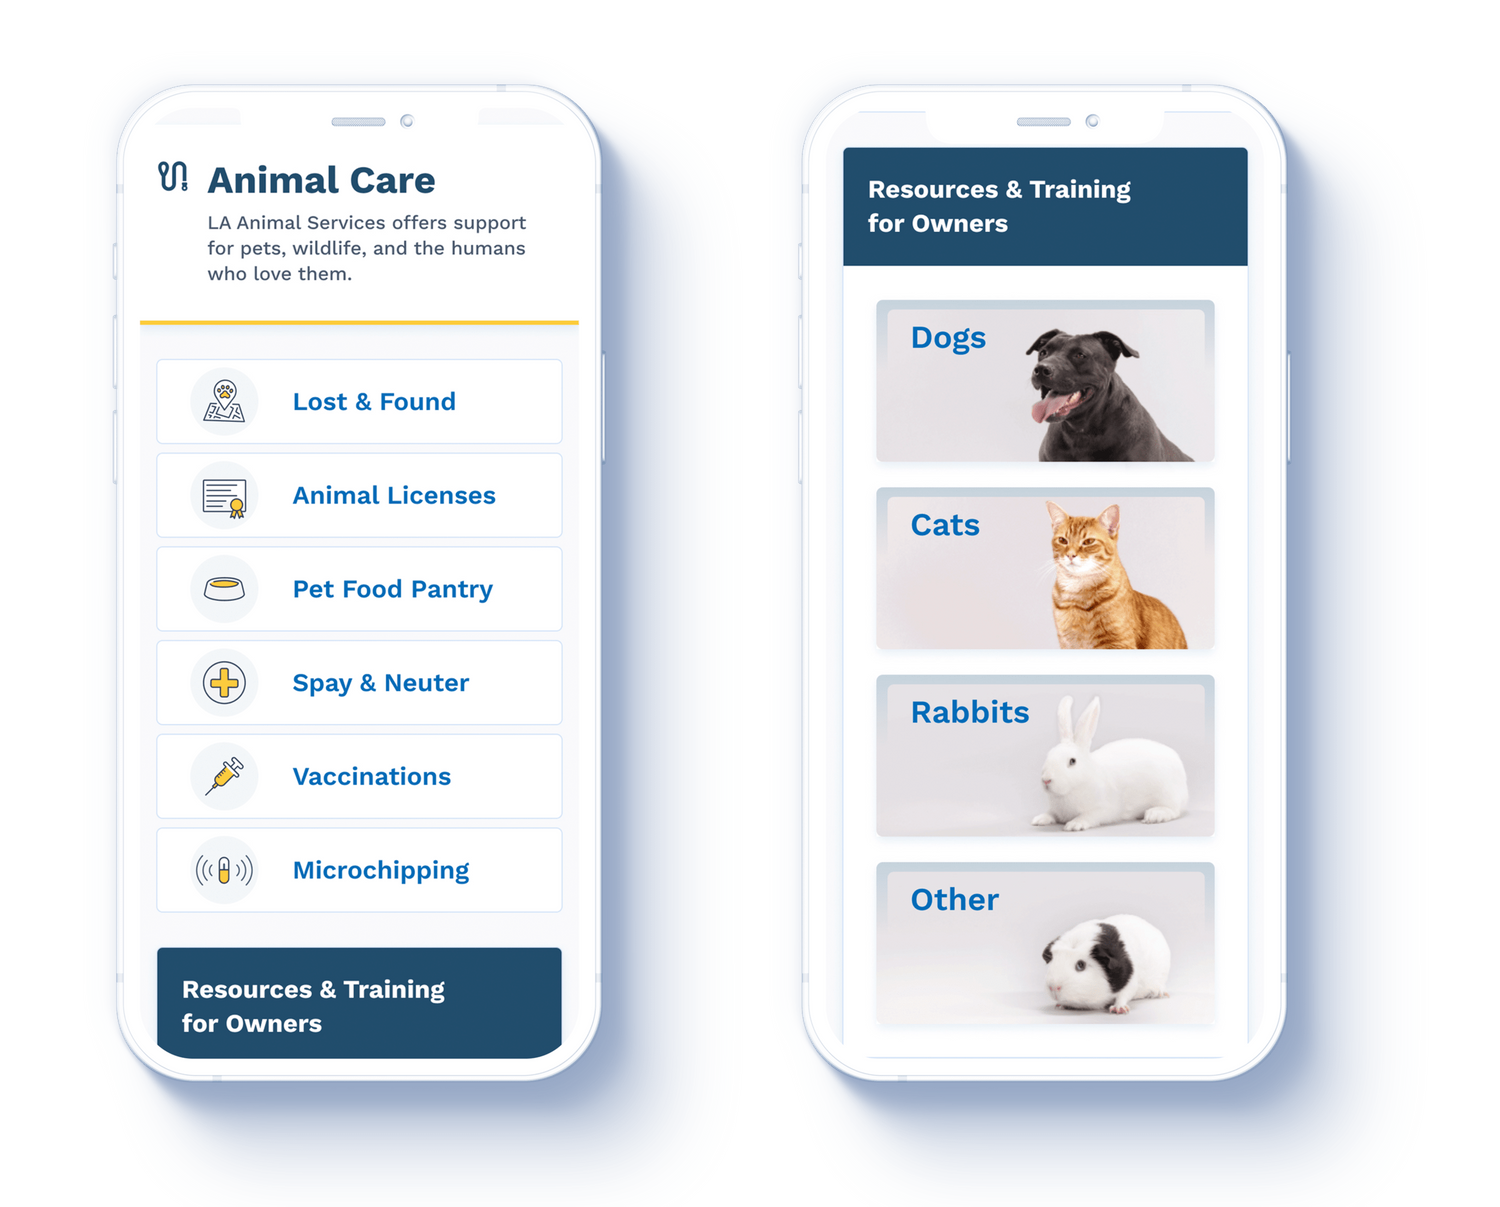 Animal Care
LA Animal Services offers support
for pets, wildlife, and the humans
who love them.
Lost & Found
Animal Licenses
Pet Food Pantry
Spay & Neuter
Vaccinations
Microchipping
Resources & Training
for Owners
Resources & Training
for Owners
Dogs
Cats
Rabbits
Other